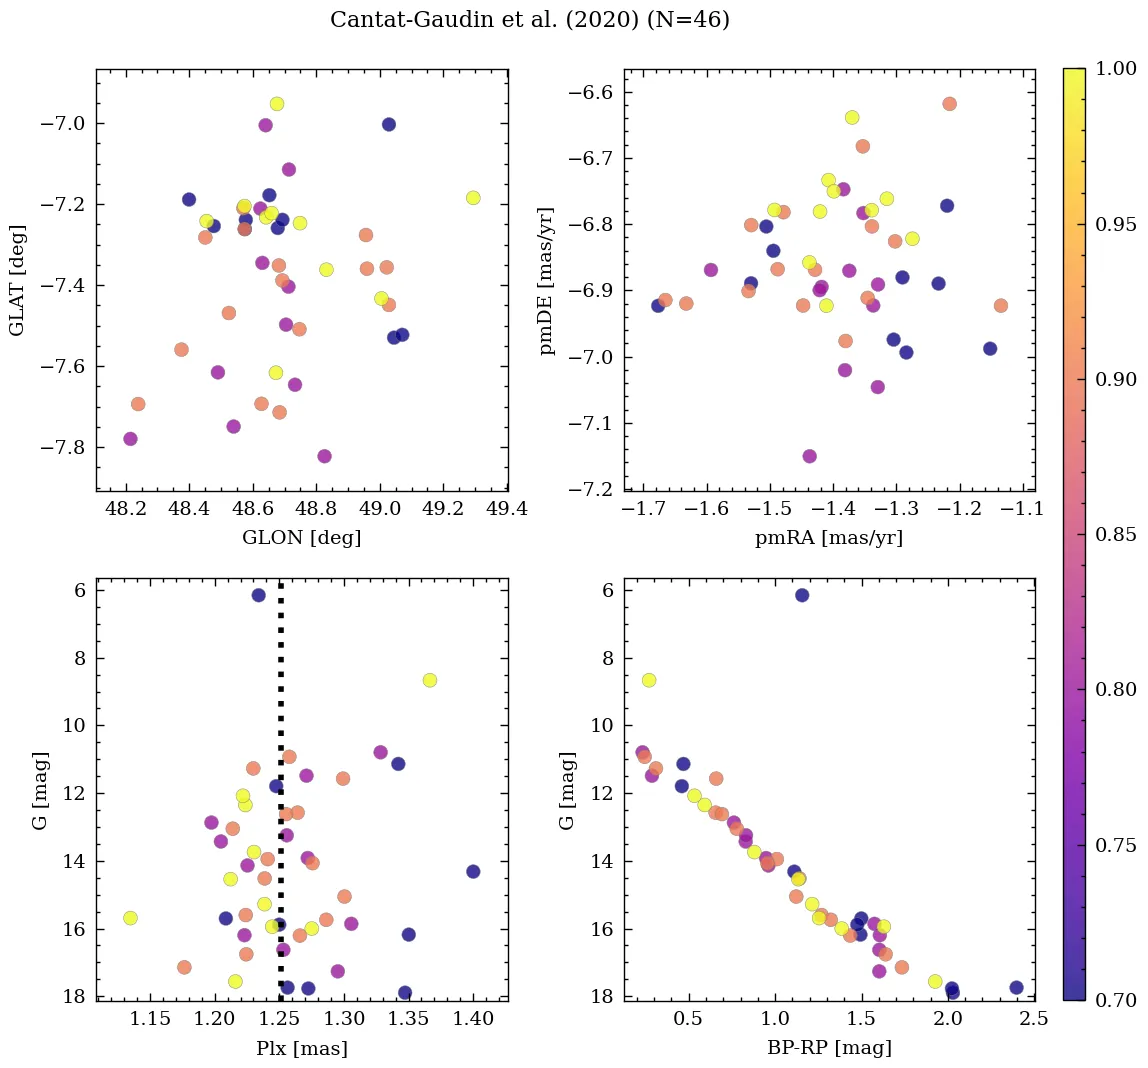 Cantat-Gaudin et al. (2020) (N=46)
−7.0
−7.2
−7.4
−7.6
−7.8
GLAT [deg]
48.2 48.4 48.6 48.8 49.0 49.2 49.4
GLON [deg]
−6.6
−6.7
−6.8
−6.9
−7.0
−7.1
−7.2
pmDE [mas/yr]
−1.7 −1.6 −1.5 −1.4 −1.3 −1.2 −1.1
pmRA [mas/yr]
6
8
10
12
14
16
18
G [mag]
1.15 1.20 1.25 1.30 1.35 1.40
Plx [mas]
6
8
10
12
14
16
18
G [mag]
0.5 1.0 1.5 2.0 2.5
BP-RP [mag]
1.00
0.95
0.90
0.85
0.80
0.75
0.70